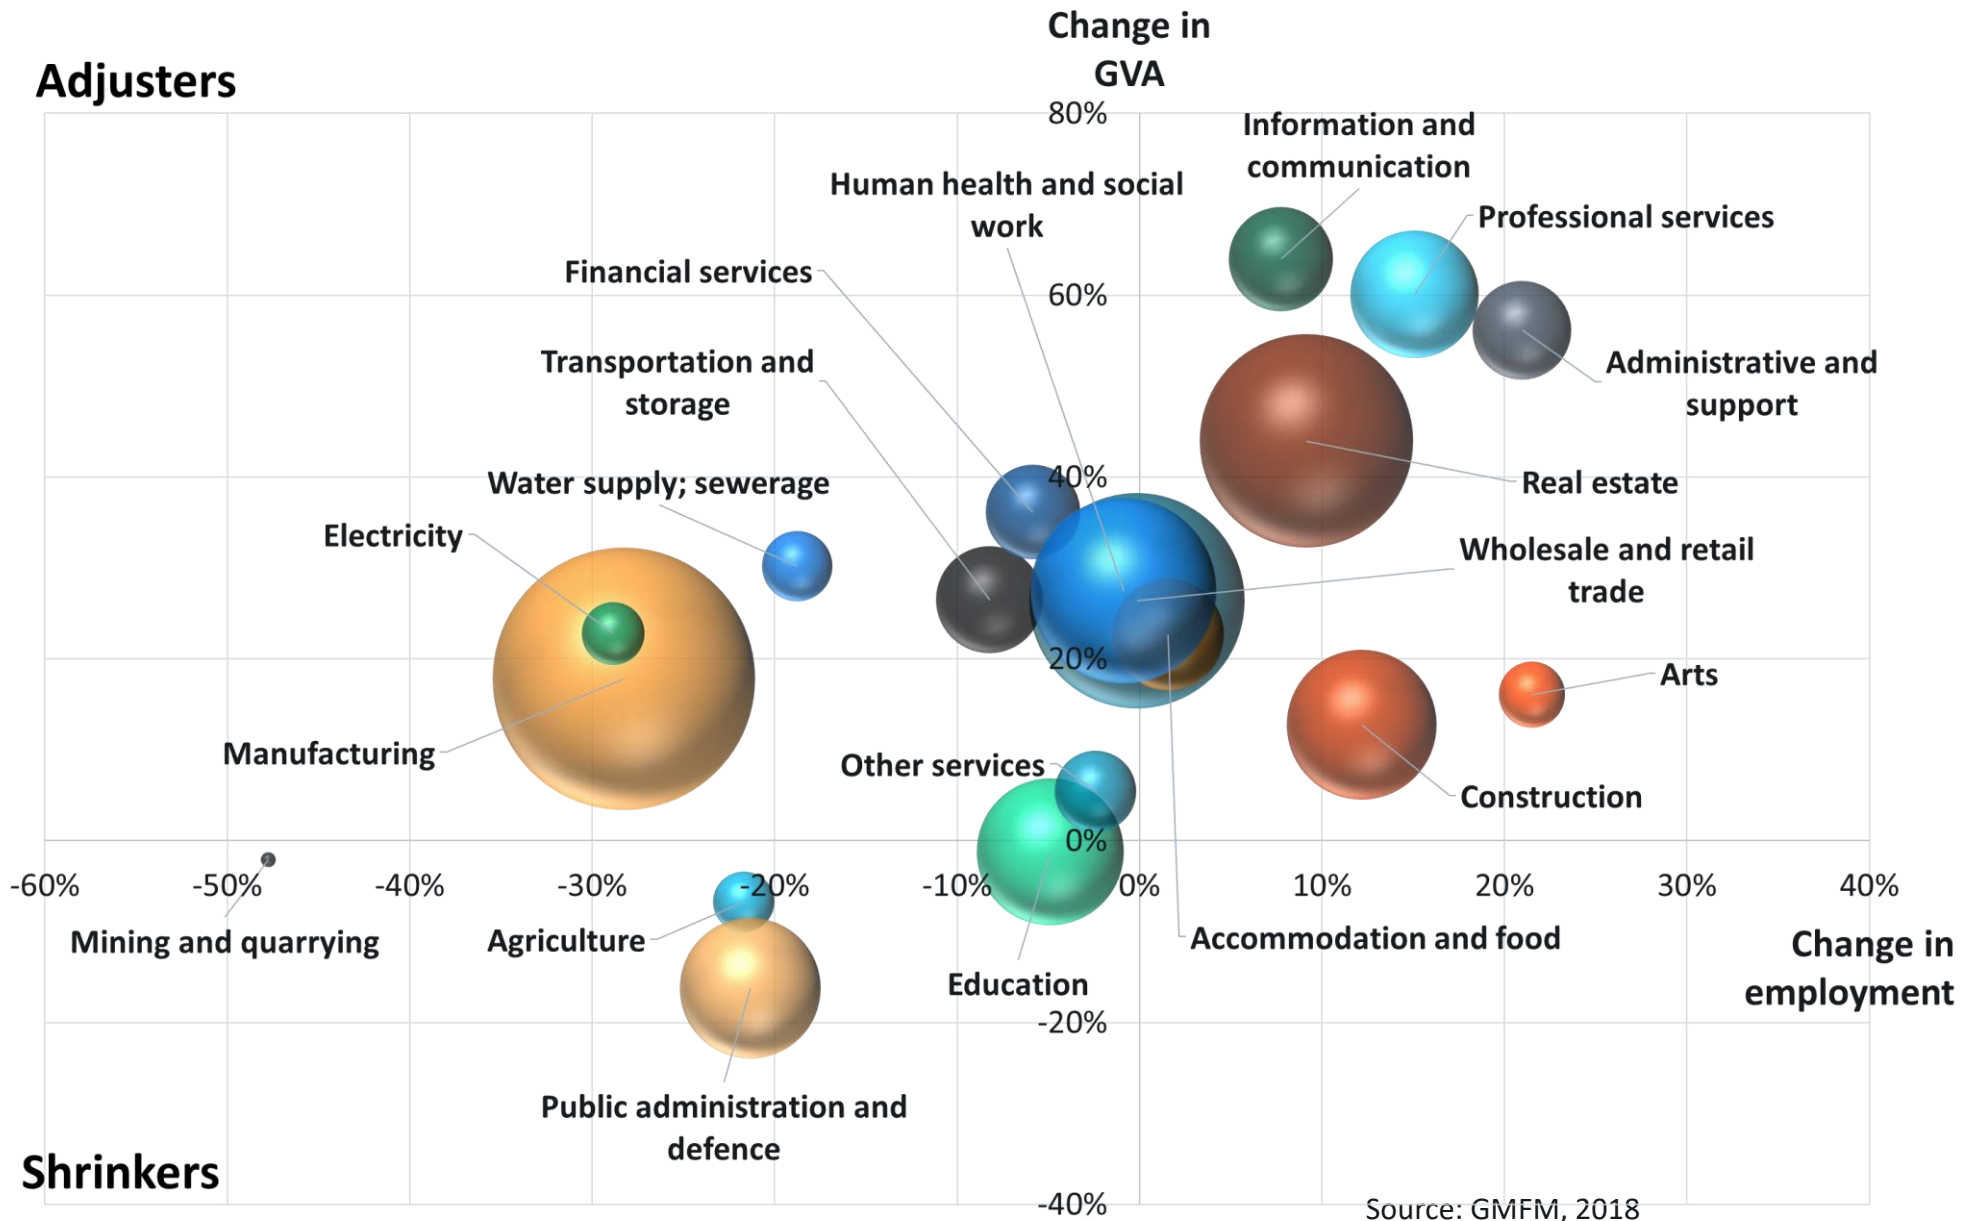 Change in
GVA
Adjusters
80%
Information and
communication
Human health and social
work
Professional services
Financial services
60%
Transportation and
storage
Administrative and
support
Water supply; sewerage
40%
Real estate
Electricity
Wholesale and retail
trade
20%
Arts
Manufacturing
Other services
Construction
0%
-60%
-50%
-40%
-30%
-20%
-10%
0%
10%
20%
30%
40%
Mining and quarrying
Agriculture
Accommodation and food
Change in
employment
Education
-20%
Public administration and
defence
Shrinkers
-40%
Source: GMFM, 2018